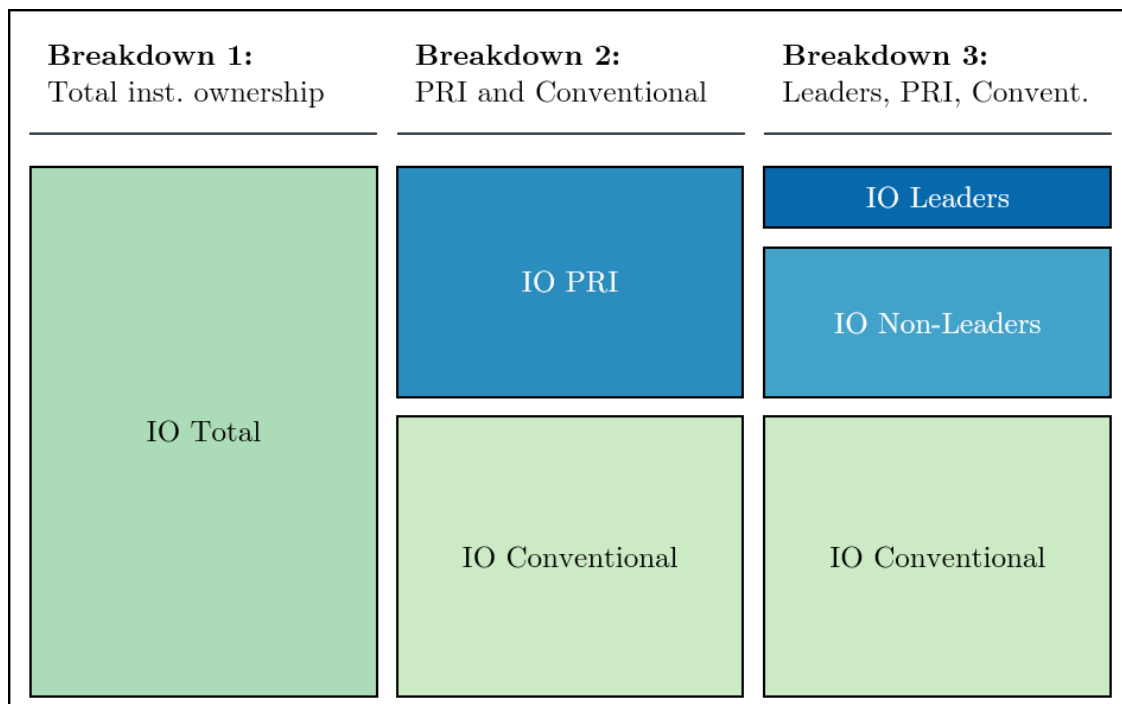 Breakdown 1:
Total inst. ownership
Breakdown 2:
PRI and Conventional
Breakdown 3:
Leaders, PRI, Convent.
IO Total
IO PRI
IO Conventional
IO Leaders
IO Non-Leaders
IO Conventional